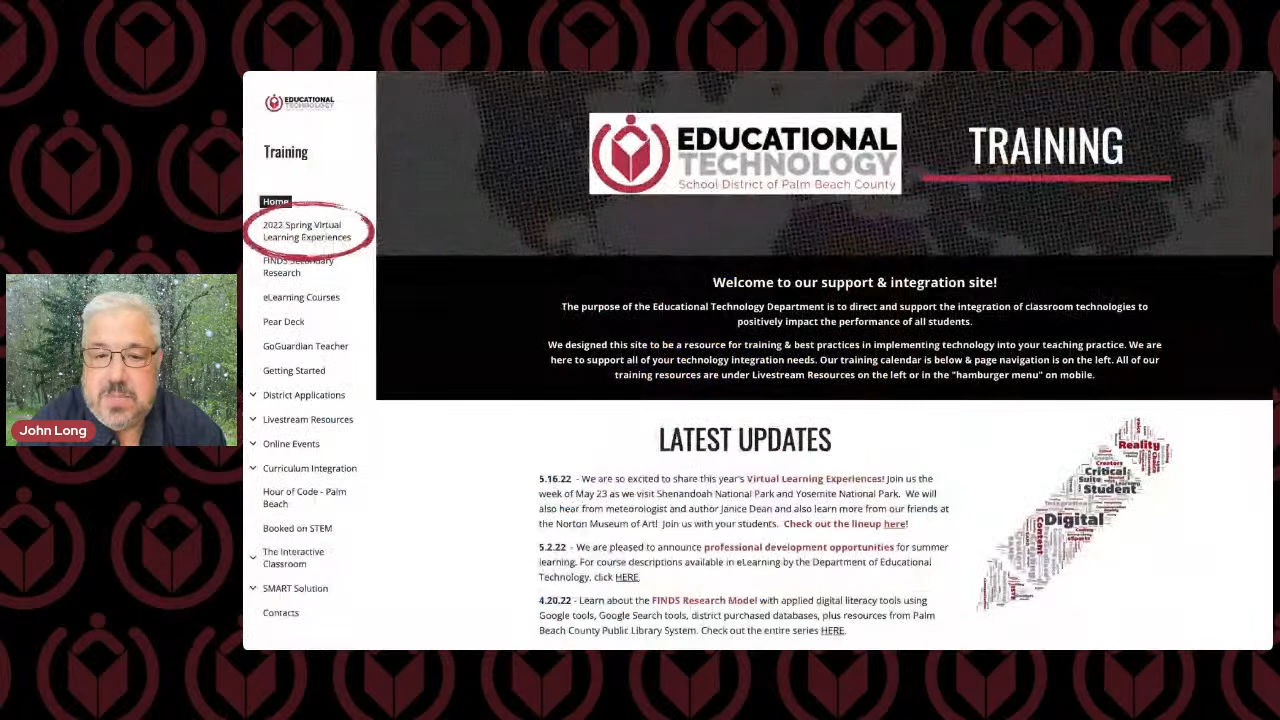 EDUCATIONAL
TECHNOLOGY
Training
Home
2022 Spring Virtual
Learning Experiences
FINDS Secondary
Research
eLearning Courses
Pear Deck
GoGuardian Teacher
Getting Started
District Applications
Livestream Resources
Online Events
Curriculum Integration
Hour of Code - Palm
Beach
Booked on STEM
The Interactive
Classroom
SMART Solution
Contacts
John Long
EDUCATIONAL
TECHNOLOGY
School District of Palm Beach County
TRAINING
Welcome to our support & integration site!
The purpose of the Educational Technology Department is to direct and support the integration of classroom technologies to
positively impact the performance of all students.
We designed this site to be a resource for training & best practices in implementing technology into your teaching practice. We are
here to support all of your technology integration needs. Our training calendar is below & page navigation is on the left. All of our
training resources are under Livestream Resources on the left or in the "hamburger menu" on mobile.
LATEST UPDATES
5.16.22 - We are so excited to share this year's Virtual Learning Experiences! Join us the
week of May 23 as we visit Shenandoah National Park and Yosemite National Park. We will
also hear from meteorologist and author Janice Dean and also learn more from our friends at
the Norton Museum of Art! Join us with your students. Check out the lineup here!
5.2.22 - We are pleased to announce professional development opportunities for summer
learning. For course descriptions available in eLearning by the Department of Educational
Technology, click HERE.
4.20.22 - Learn about the FINDS Research Model with applied digital literacy tools using
Google tools, Google Search tools, district purchased databases, plus resources from Palm
Beach County Public Library System. Check out the entire series HERE.
Reality
Creators
Critical
Suite
Student
Digital
Content